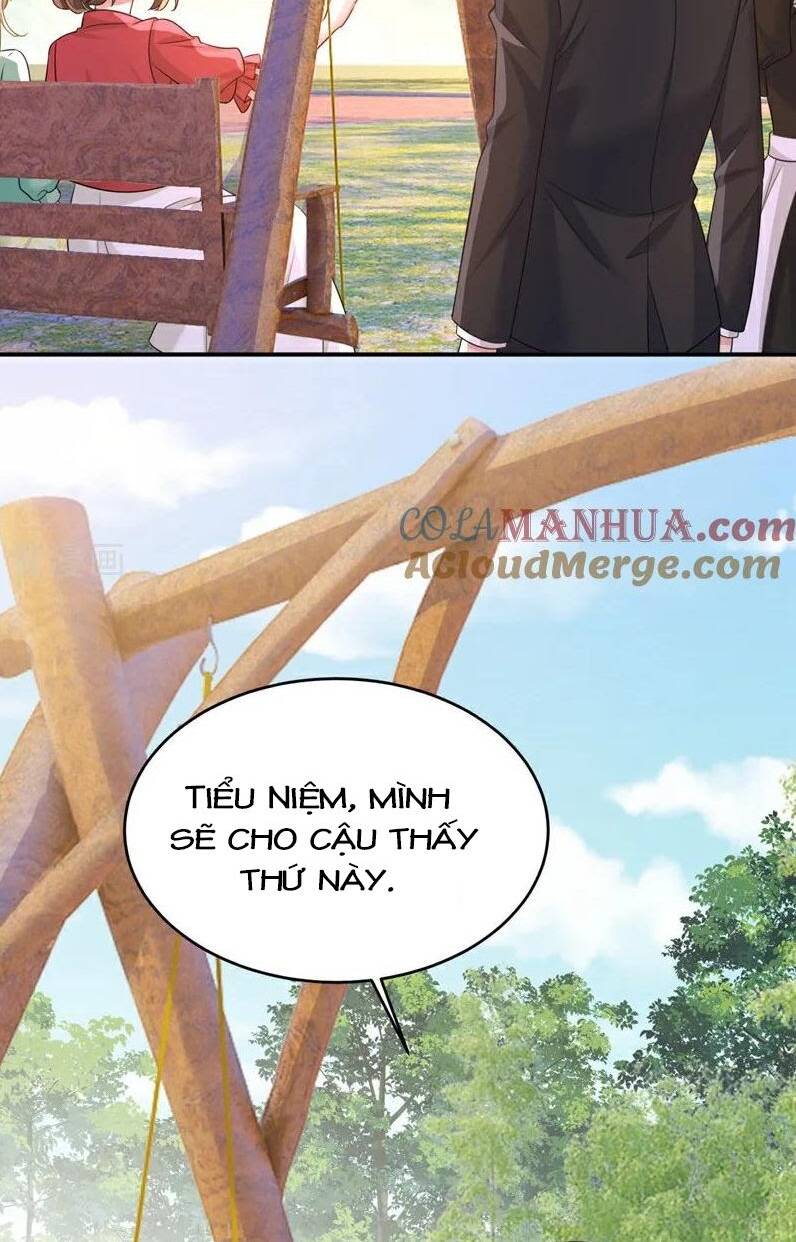 COLAMANHUA.com
ACloudMerge.com
TIỂU NIỆM, MÌNH
SẼ CHO CẬU THẤY
THỨ NÀY.